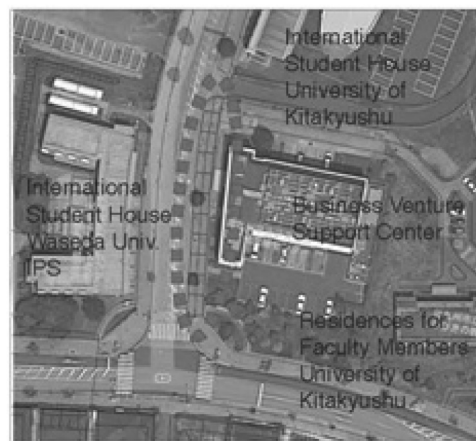 International
Student House
University of
Kitakyushu
International
Student House
Waseda Univ.
IPS
Business Venture
Support Center
Residences for
Faculty Members
University of
Kitakyushu